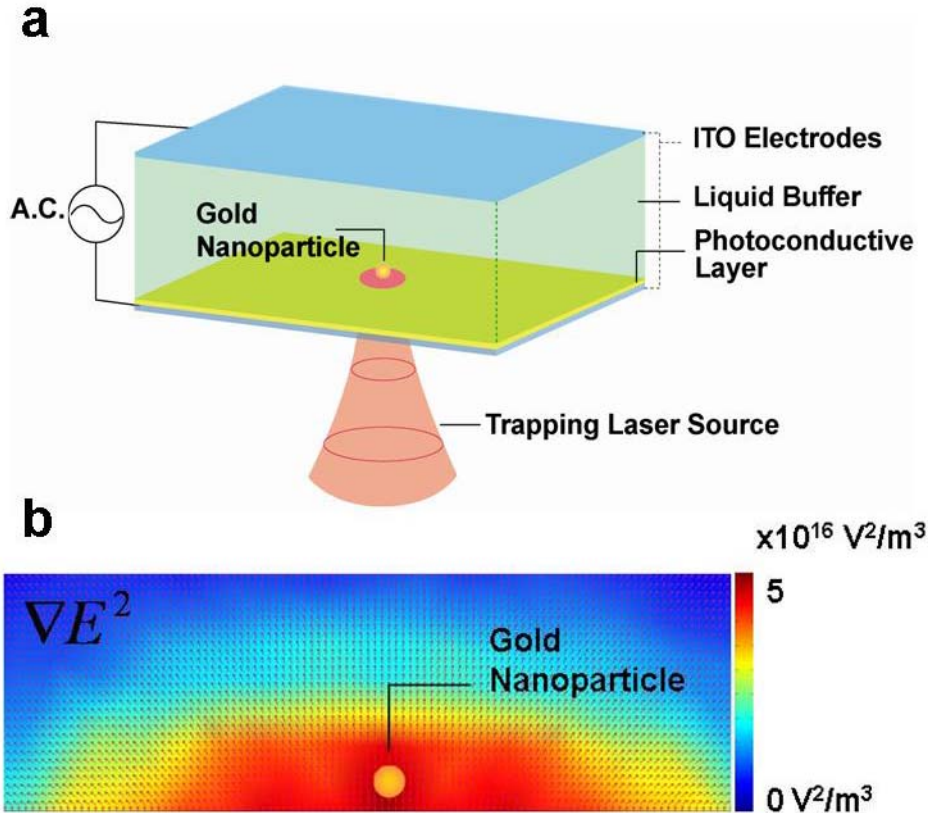 a
ITO Electrodes
A.C.
Gold
Nanoparticle
Liquid Buffer
Photoconductive
Layer
Trapping Laser Source
b
x10¹⁶ V²/m³
∇E²
5
Gold
Nanoparticle
0 V²/m³